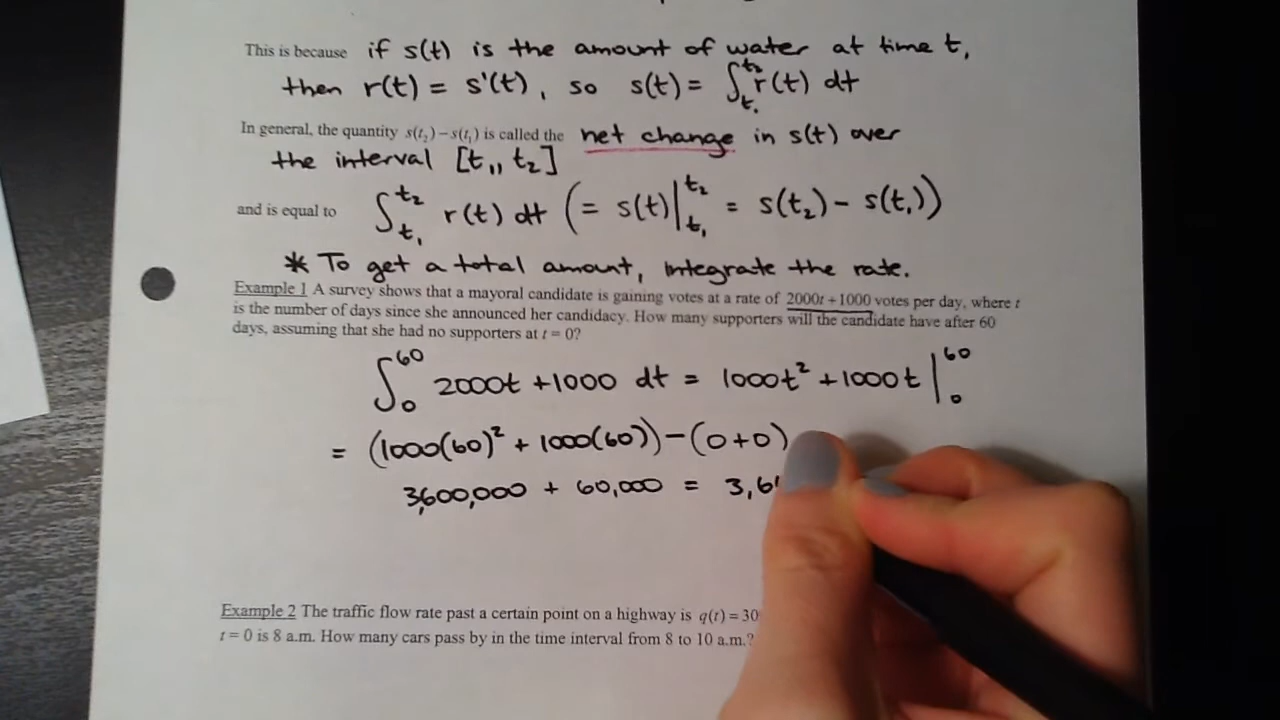 This is because if s(t) is the amount of water at time t,
then r(t) = s'(t), so s(t) = ∫_{t₁}^{t₂} r(t) dt
In general, the quantity s(t₂) − s(t₁) is called the net change in s(t) over
the interval [t₁, t₂]
and is equal to ∫_{t₁}^{t₂} r(t) dt (= s(t)|_{t₁}^{t₂} = s(t₂) − s(t₁))
* To get a total amount, integrate the rate.
Example 1 A survey shows that a mayoral candidate is gaining votes at a rate of 2000t + 1000 votes per day, where t
is the number of days since she announced her candidacy. How many supporters will the candidate have after 60
days, assuming that she had no supporters at t = 0?
∫_0^60 2000t + 1000 dt = 1000t² + 1000t |_0^60
= (1000(60)² + 1000(60)) − (0+0)
3,600,000 + 60,000 = 3,6
Example 2 The traffic flow rate past a certain point on a highway is q(t) = 30
t = 0 is 8 a.m. How many cars pass by in the time interval from 8 to 10 a.m.?